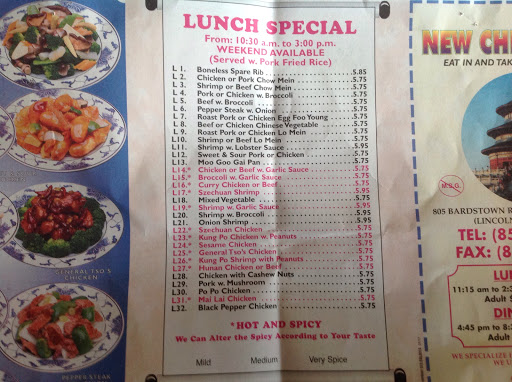 LUNCH SPECIAL
From: 10:30 a.m. to 3:00 p.m.
WEEKEND AVAILABLE
(Served w. Pork Fried Rice)
L 1. Boneless Spare Rib 5.85
L 2. Chicken or Pork Chow Mein 5.75
L 3. Shrimp or Beef Chow Mein 5.75
L 4. Pork or Chicken w. Broccoli 5.75
L 5. Beef w. Broccoli 5.75
L 6. Pepper Steak w. Onion 5.75
L 7. Roast Pork or Chicken Egg Foo Young 5.75
L 8. Beef or Chicken Chinese Vegetable 5.75
L 9. Roast Pork or Chicken Lo Mein 5.75
L10. Shrimp or Beef Lo Mein 5.75
L11. Shrimp w. Lobster Sauce 5.95
L12. Sweet & Sour Pork or Chicken 5.75
L13. Moo Goo Gai Pan 5.75
L14.* Chicken or Beef w. Garlic Sauce 5.75
L15.* Broccoli w. Garlic Sauce 5.75
L16.* Curry Chicken or Beef 5.75
L17.* Szechuan Shrimp 5.95
L18. Mixed Vegetable 5.75
L19.* Shrimp w. Garlic Sauce 5.95
L20. Shrimp w. Broccoli 5.95
L21. Onion Shrimp 5.95
L22.* Szechuan Chicken 5.75
L23.* Kung Po Chicken w. Peanuts 5.75
L24.* Sesame Chicken 5.75
L25.* General Tso's Chicken 5.75
L26.* Kung Po Shrimp with Peanuts 5.75
L27.* Hunan Chicken or Beef 5.75
L28. Chicken with Cashew Nuts 5.75
L29. Pork w. Mushroom 5.75
L30. Po Po Chicken 5.75
L31.* Mai Lai Chicken 5.75
L32. Black Pepper Chicken 5.75
*HOT AND SPICY
We Can Alter the Spicy According to Your Taste
Mild Medium Very Spice
GENERAL TSO'S
CHICKEN
PEPPER STEAK
NEW CH
EAT IN AND TAK
M.S.G.
805 BARDSTOWN R
(LINCOL
TEL: (85
FAX: (8
LU
11:15 am to 2:3
Adult
DIN
4:45 pm to 8:3
Adult
WE SPECIALIZE I
WE U